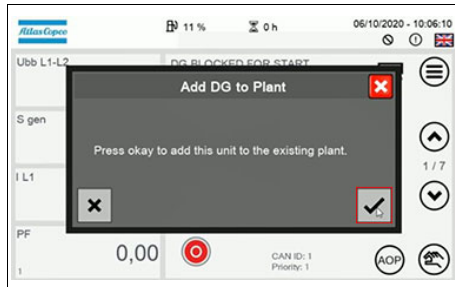 Atlas Copco
11 %
0 h
06/10/2020 - 10:06:10
Ubb L1-L2
DG BLOCKED FOR START
Add DG to Plant
S gen
Press okay to add this unit to the existing plant.
1 / 7
I L1
PF
0,00
CAN ID: 1
Priority: 1
AOP
1